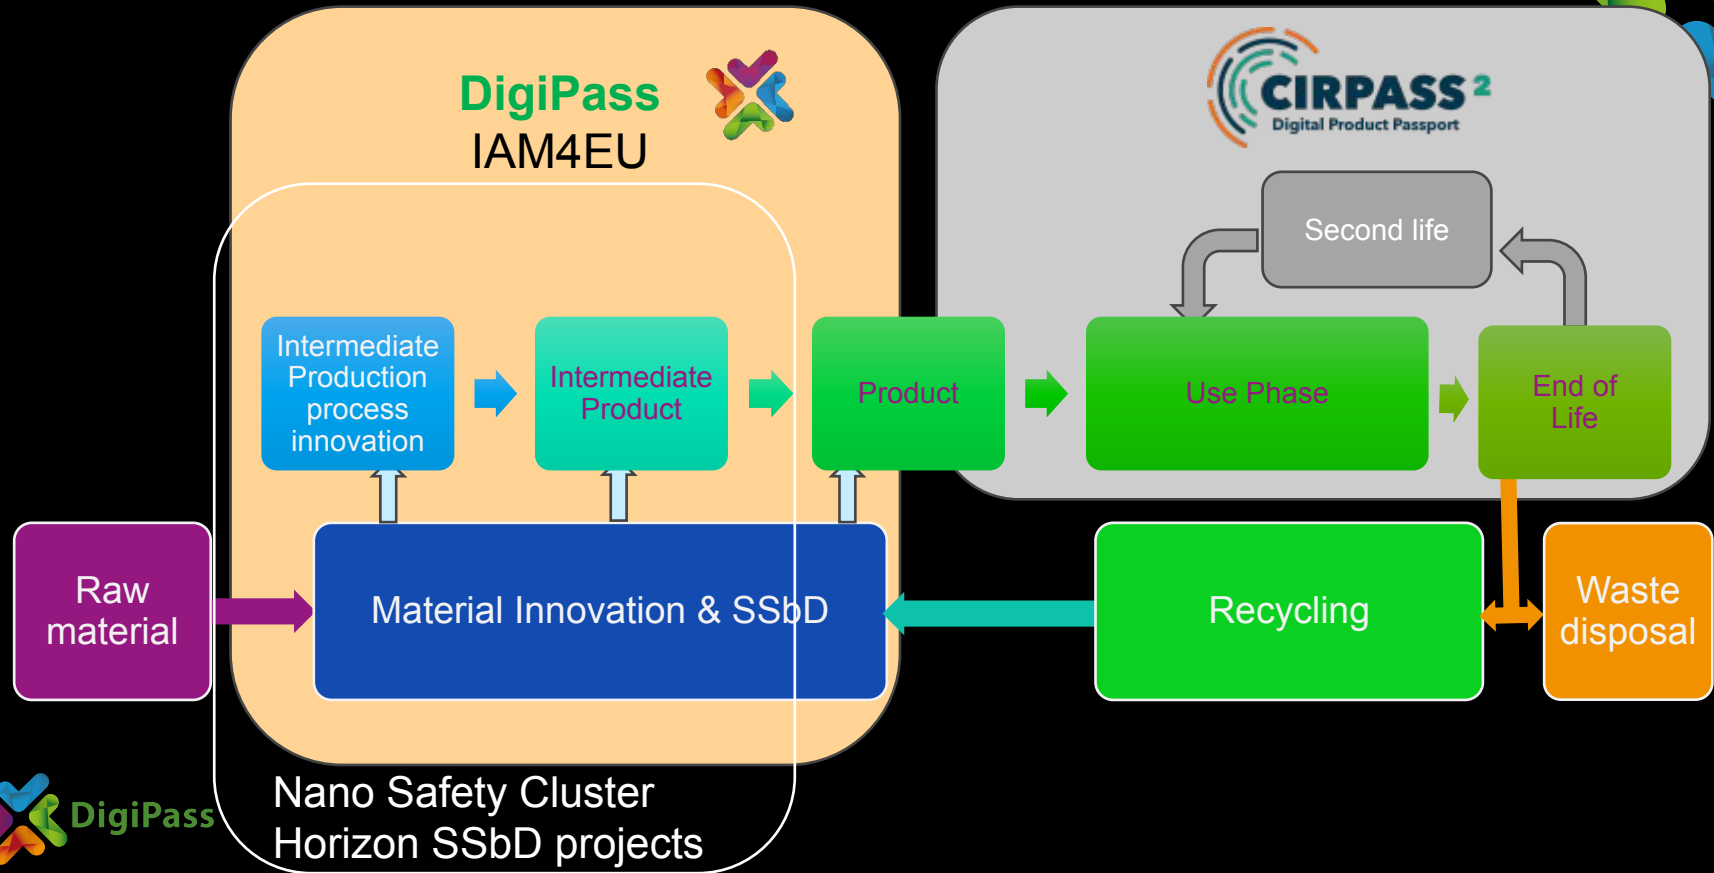 DigiPass
IAM4EU
CIRPASS 2
Digital Product Passport
Second life
Intermediate
Production
process
innovation
Intermediate
Product
Product
Use Phase
End of
Life
Raw
material
Material Innovation & SSbD
Recycling
Waste
disposal
Nano Safety Cluster
Horizon SSbD projects
DigiPass